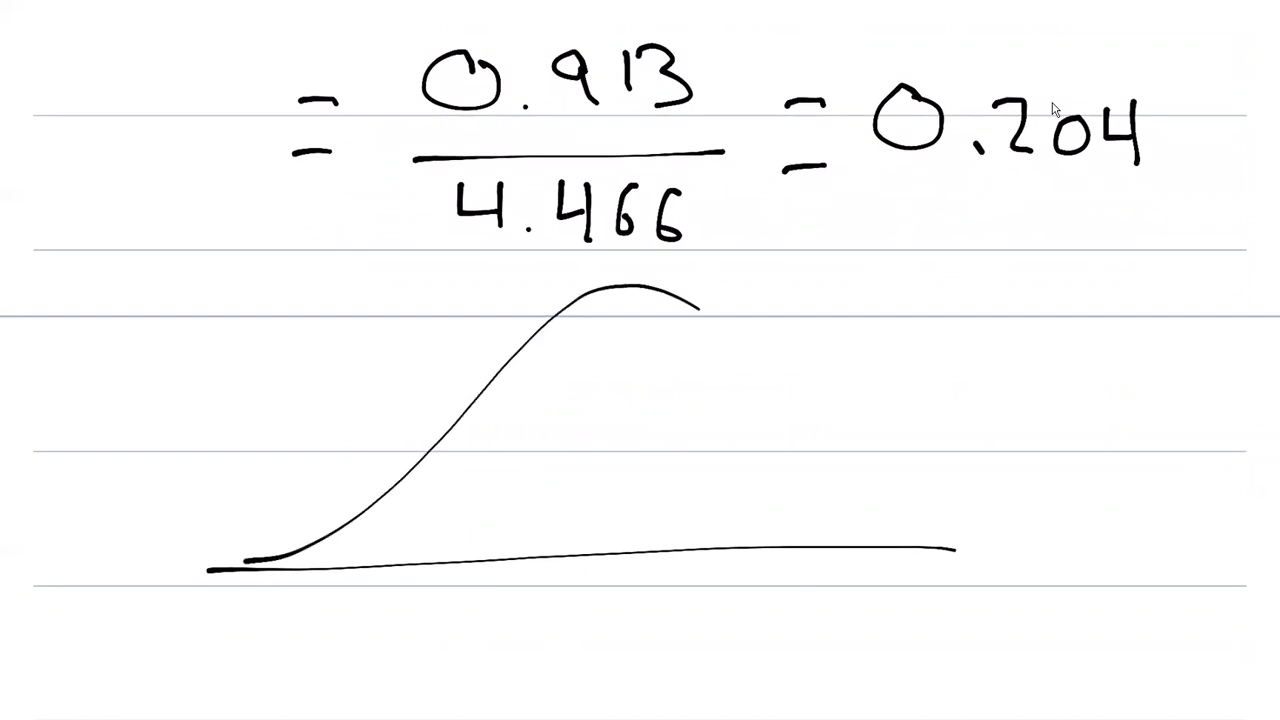 = 0.913 / 4.466 = 0.204